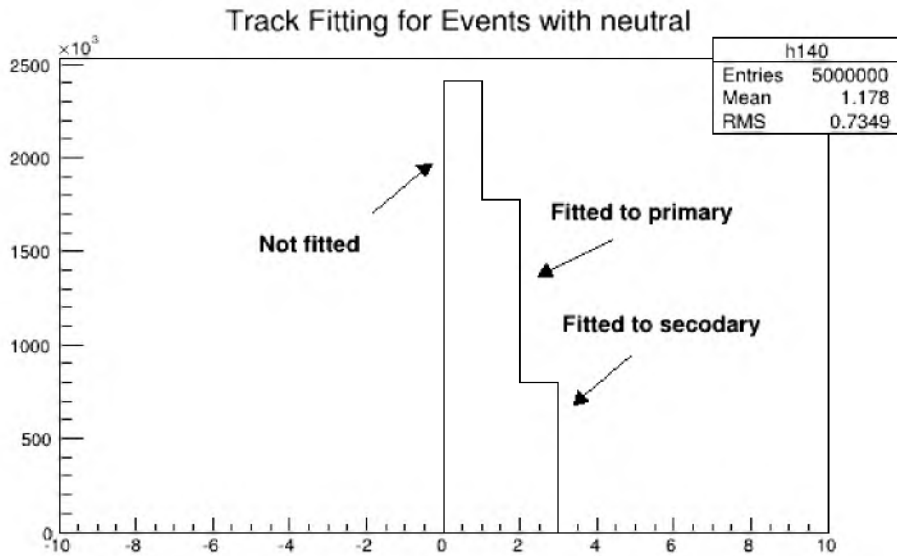 Track Fitting for Events with neutral
×10³
h140
Entries 5000000
Mean 1.178
RMS 0.7349
2500
2000
1500
1000
500
0
Not fitted
Fitted to primary
Fitted to secodary
-10 -8 -6 -4 -2 0 2 4 6 8 10